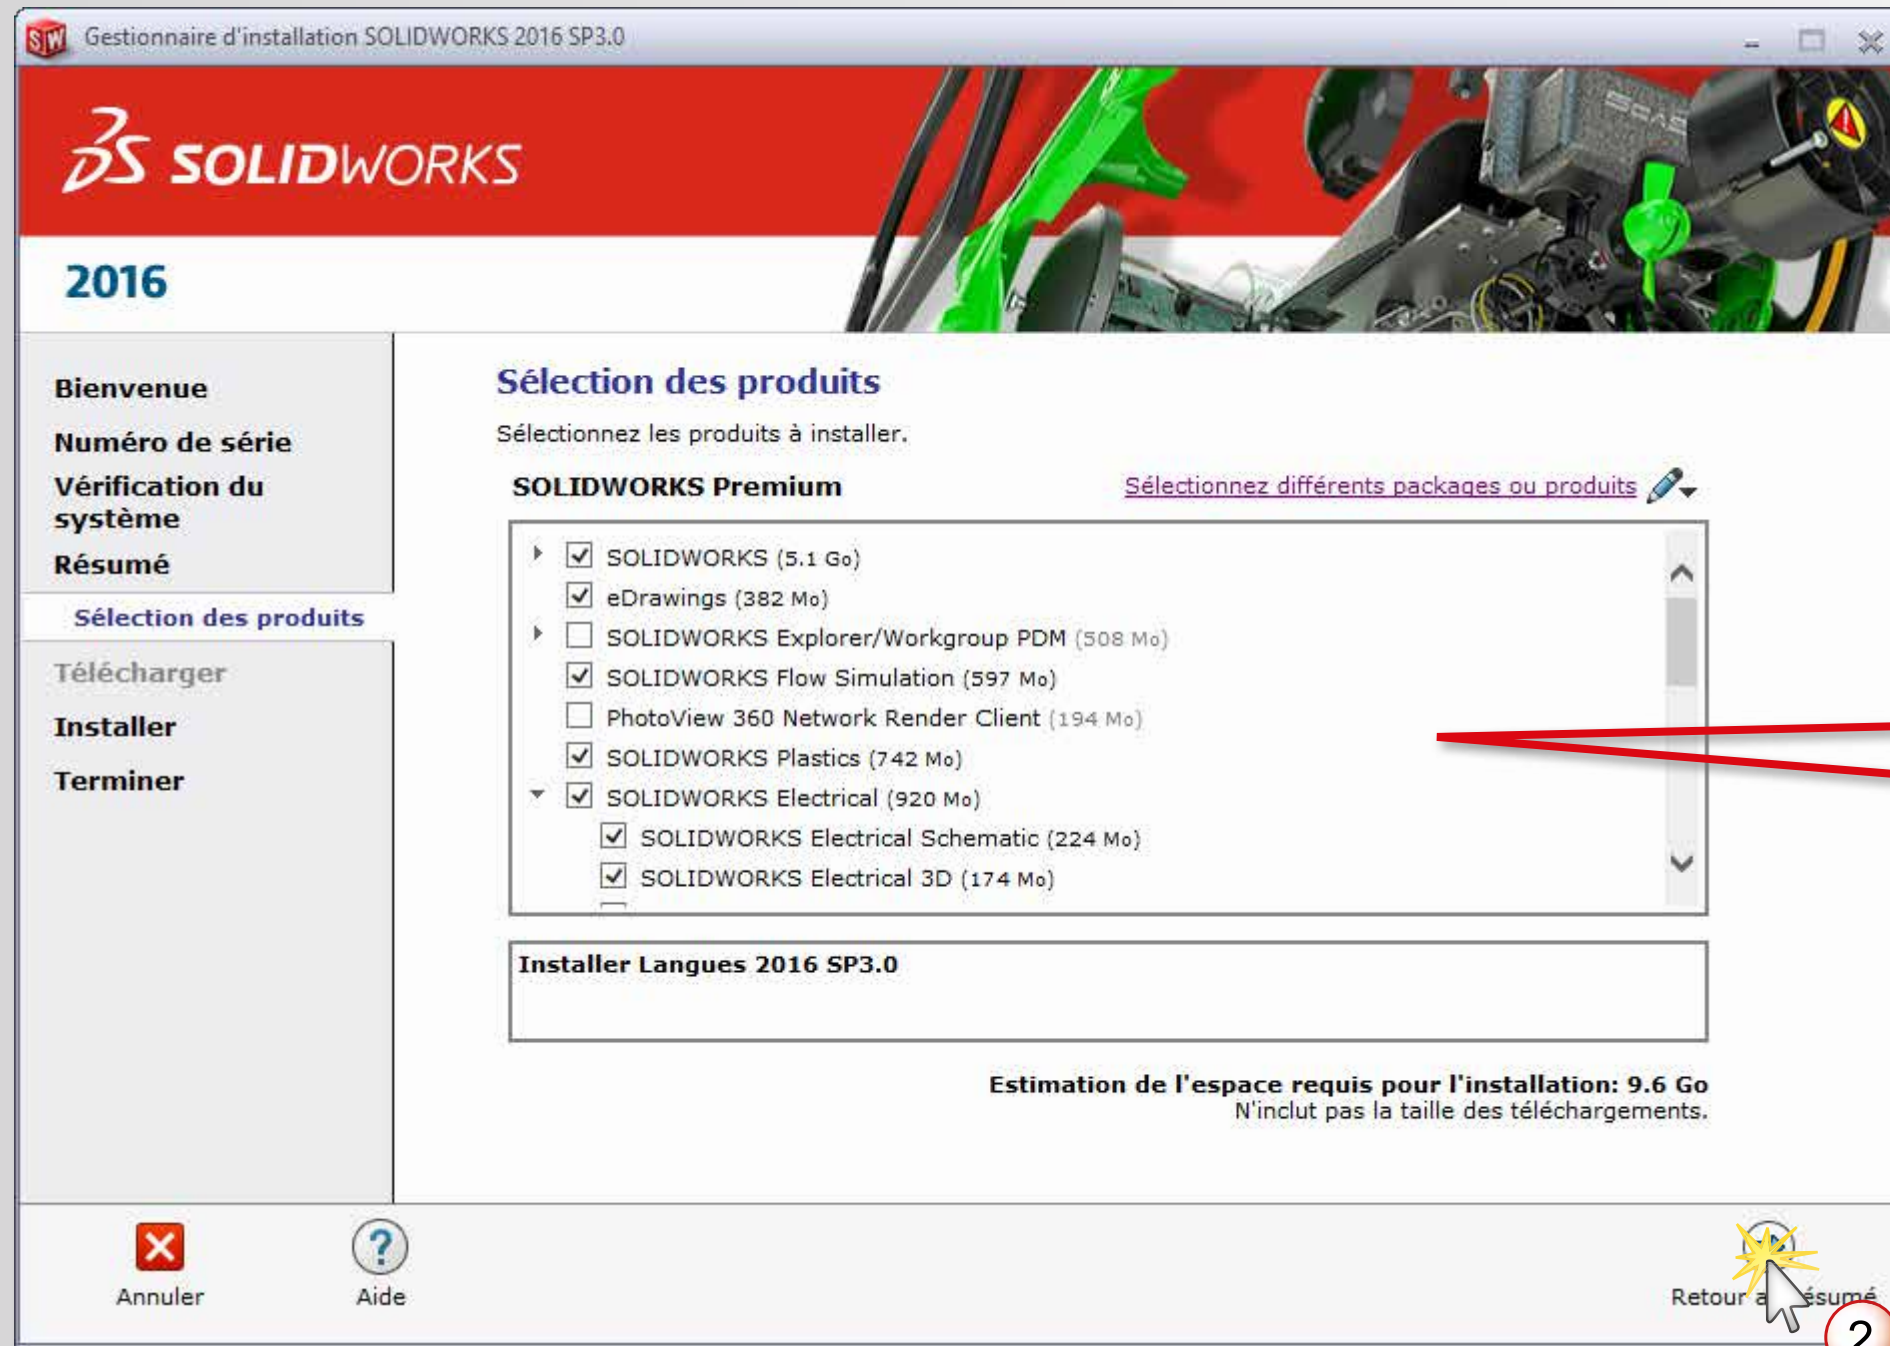 Gestionnaire d'installation SOLIDWORKS 2016 SP3.0
SOLIDWORKS
2016
Bienvenue
Numéro de série
Vérification du
système
Résumé
Sélection des produits
Télécharger
Installer
Terminer
Sélection des produits
Sélectionnez les produits à installer.
SOLIDWORKS Premium
Sélectionnez différents packages ou produits
SOLIDWORKS (5.1 Go)
eDrawings (382 Mo)
SOLIDWORKS Explorer/Workgroup PDM (508 Mo)
SOLIDWORKS Flow Simulation (597 Mo)
PhotoView 360 Network Render Client (194 Mo)
SOLIDWORKS Plastics (742 Mo)
SOLIDWORKS Electrical (920 Mo)
SOLIDWORKS Electrical Schematic (224 Mo)
SOLIDWORKS Electrical 3D (174 Mo)
Installer Langues 2016 SP3.0
Estimation de l'espace requis pour l'installation: 9.6 Go
N'inclut pas la taille des téléchargements.
Annuler
Aide
Retour au résumé
2